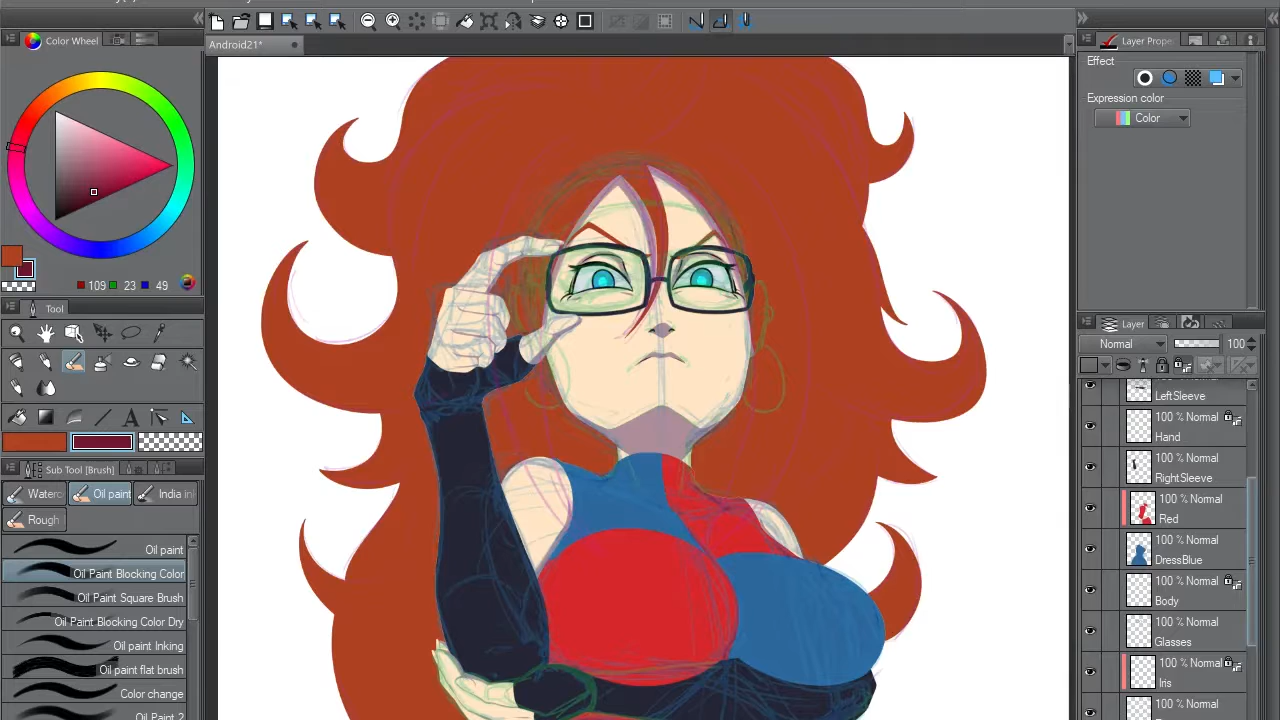 Android21*
Color Wheel
Layer Prope
Effect
Expression color
Color
109 23 49
Tool
Layer
Normal 100
LeftSleeve
100 % Normal
Hand
100 % Normal
RightSleeve
100 % Normal
Red
100 % Normal
DressBlue
100 % Normal
Body
100 % Normal
Glasses
100 % Normal
Iris
100 % Normal
Sub Tool [Brush]
Waterc Oil paint India in
Rough
Oil paint
Oil Paint Blocking Color
Oil Paint Square Brush
Oil Paint Blocking Color Dry
Oil paint Inking
Oil paint flat brush
Color change
Oil Paint 2